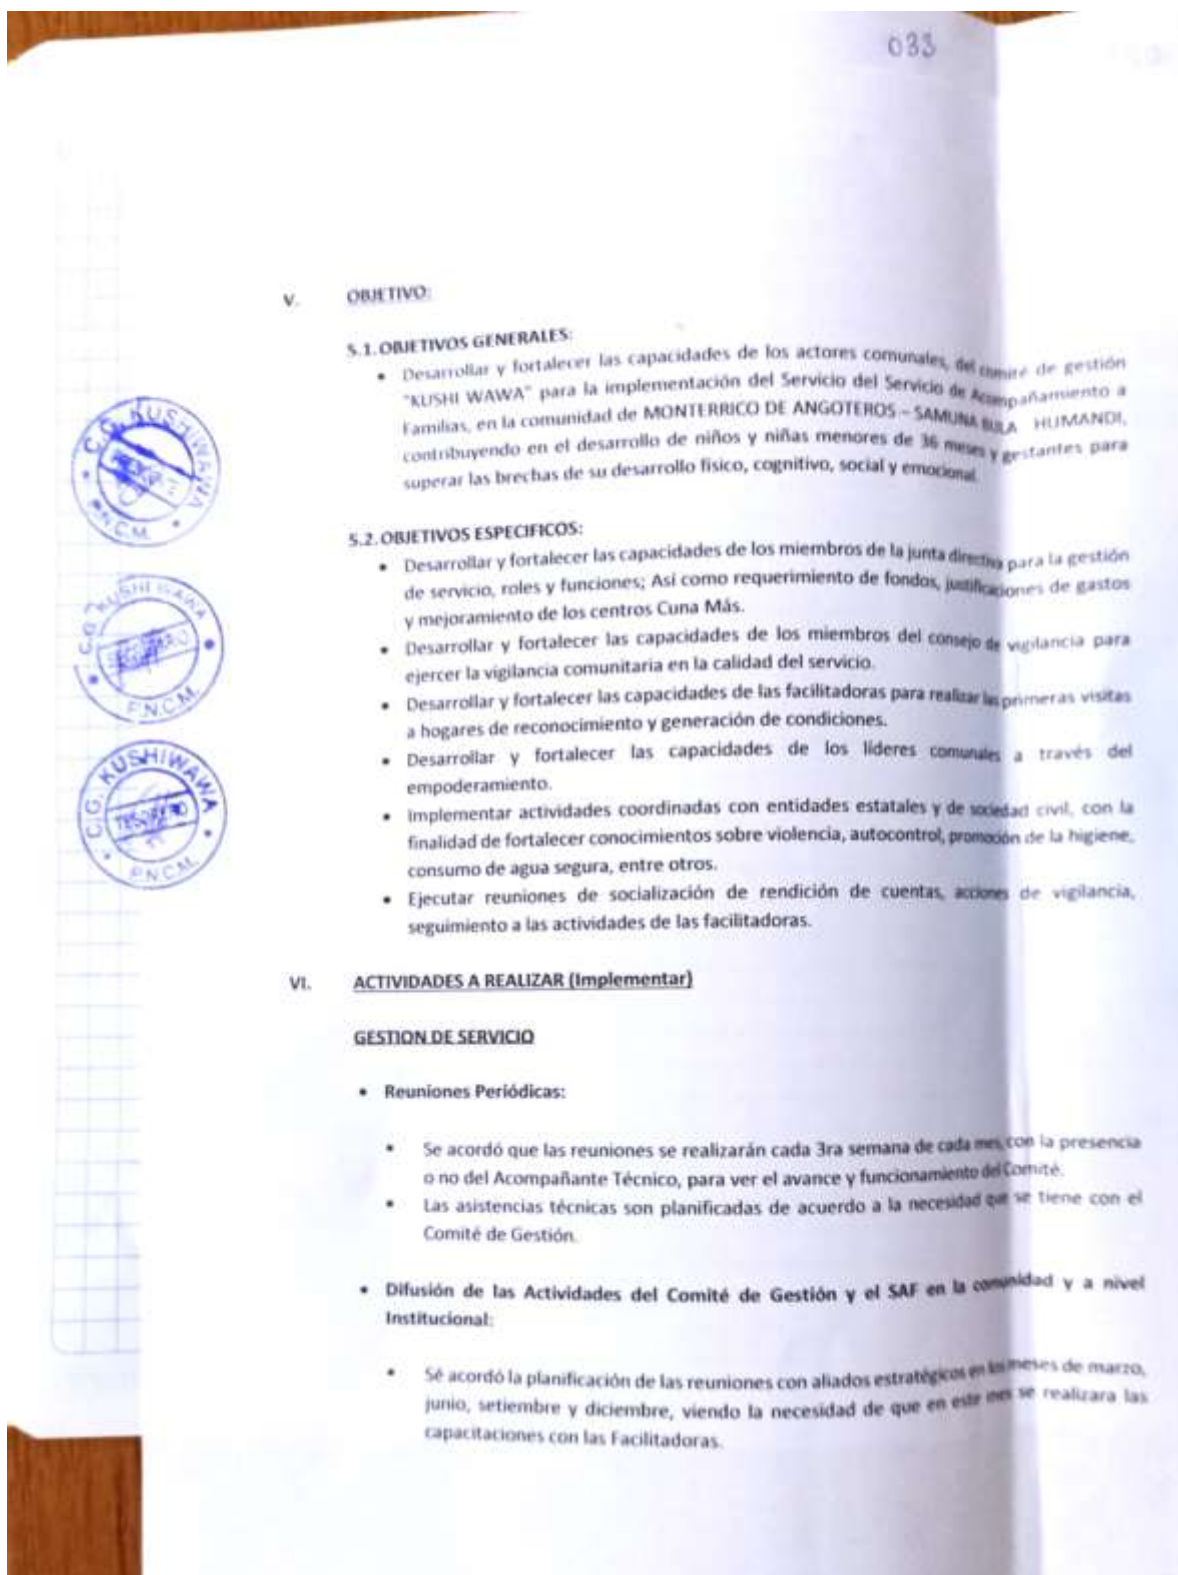 033
V. OBJETIVO:
5.1. OBJETIVOS GENERALES:
• Desarrollar y fortalecer las capacidades de los actores comunales, del comité de gestión
"KUSHI WAWA" para la implementación del Servicio del Servicio de Acompañamiento a
Familias, en la comunidad de MONTERRICO DE ANGOTEROS – SAMUNA BULA HUMANDI,
contribuyendo en el desarrollo de niños y niñas menores de 36 meses y gestantes para
superar las brechas de su desarrollo físico, cognitivo, social y emocional.
5.2. OBJETIVOS ESPECIFICOS:
• Desarrollar y fortalecer las capacidades de los miembros de la junta directiva para la gestión
de servicio, roles y funciones; Así como requerimiento de fondos, justificaciones de gastos
y mejoramiento de los centros Cuna Más.
• Desarrollar y fortalecer las capacidades de los miembros del consejo de vigilancia para
ejercer la vigilancia comunitaria en la calidad del servicio.
• Desarrollar y fortalecer las capacidades de las facilitadoras para realizar las primeras visitas
a hogares de reconocimiento y generación de condiciones.
• Desarrollar y fortalecer las capacidades de los líderes comunales a través del
empoderamiento.
• Implementar actividades coordinadas con entidades estatales y de sociedad civil, con la
finalidad de fortalecer conocimientos sobre violencia, autocontrol, promoción de la higiene,
consumo de agua segura, entre otros.
• Ejecutar reuniones de socialización de rendición de cuentas, acciones de vigilancia,
seguimiento a las actividades de las facilitadoras.
VI. ACTIVIDADES A REALIZAR (Implementar)
GESTION DE SERVICIO
• Reuniones Periódicas:
▪ Se acordó que las reuniones se realizarán cada 3ra semana de cada mes, con la presencia
o no del Acompañante Técnico, para ver el avance y funcionamiento del Comité.
▪ Las asistencias técnicas son planificadas de acuerdo a la necesidad que se tiene con el
Comité de Gestión.
• Difusión de las Actividades del Comité de Gestión y el SAF en la comunidad y a nivel
Institucional:
▪ Sé acordó la planificación de las reuniones con aliados estratégicos en los meses de marzo,
junio, setiembre y diciembre, viendo la necesidad de que en este mes se realizara las
capacitaciones con las Facilitadoras.
C.G. KUSHIWAWA
P.N.C.M.
C.G. KUSHI WAWA
P.N.C.M.
C.G. KUSHIWAWA
TESORERO
P.N.C.M.